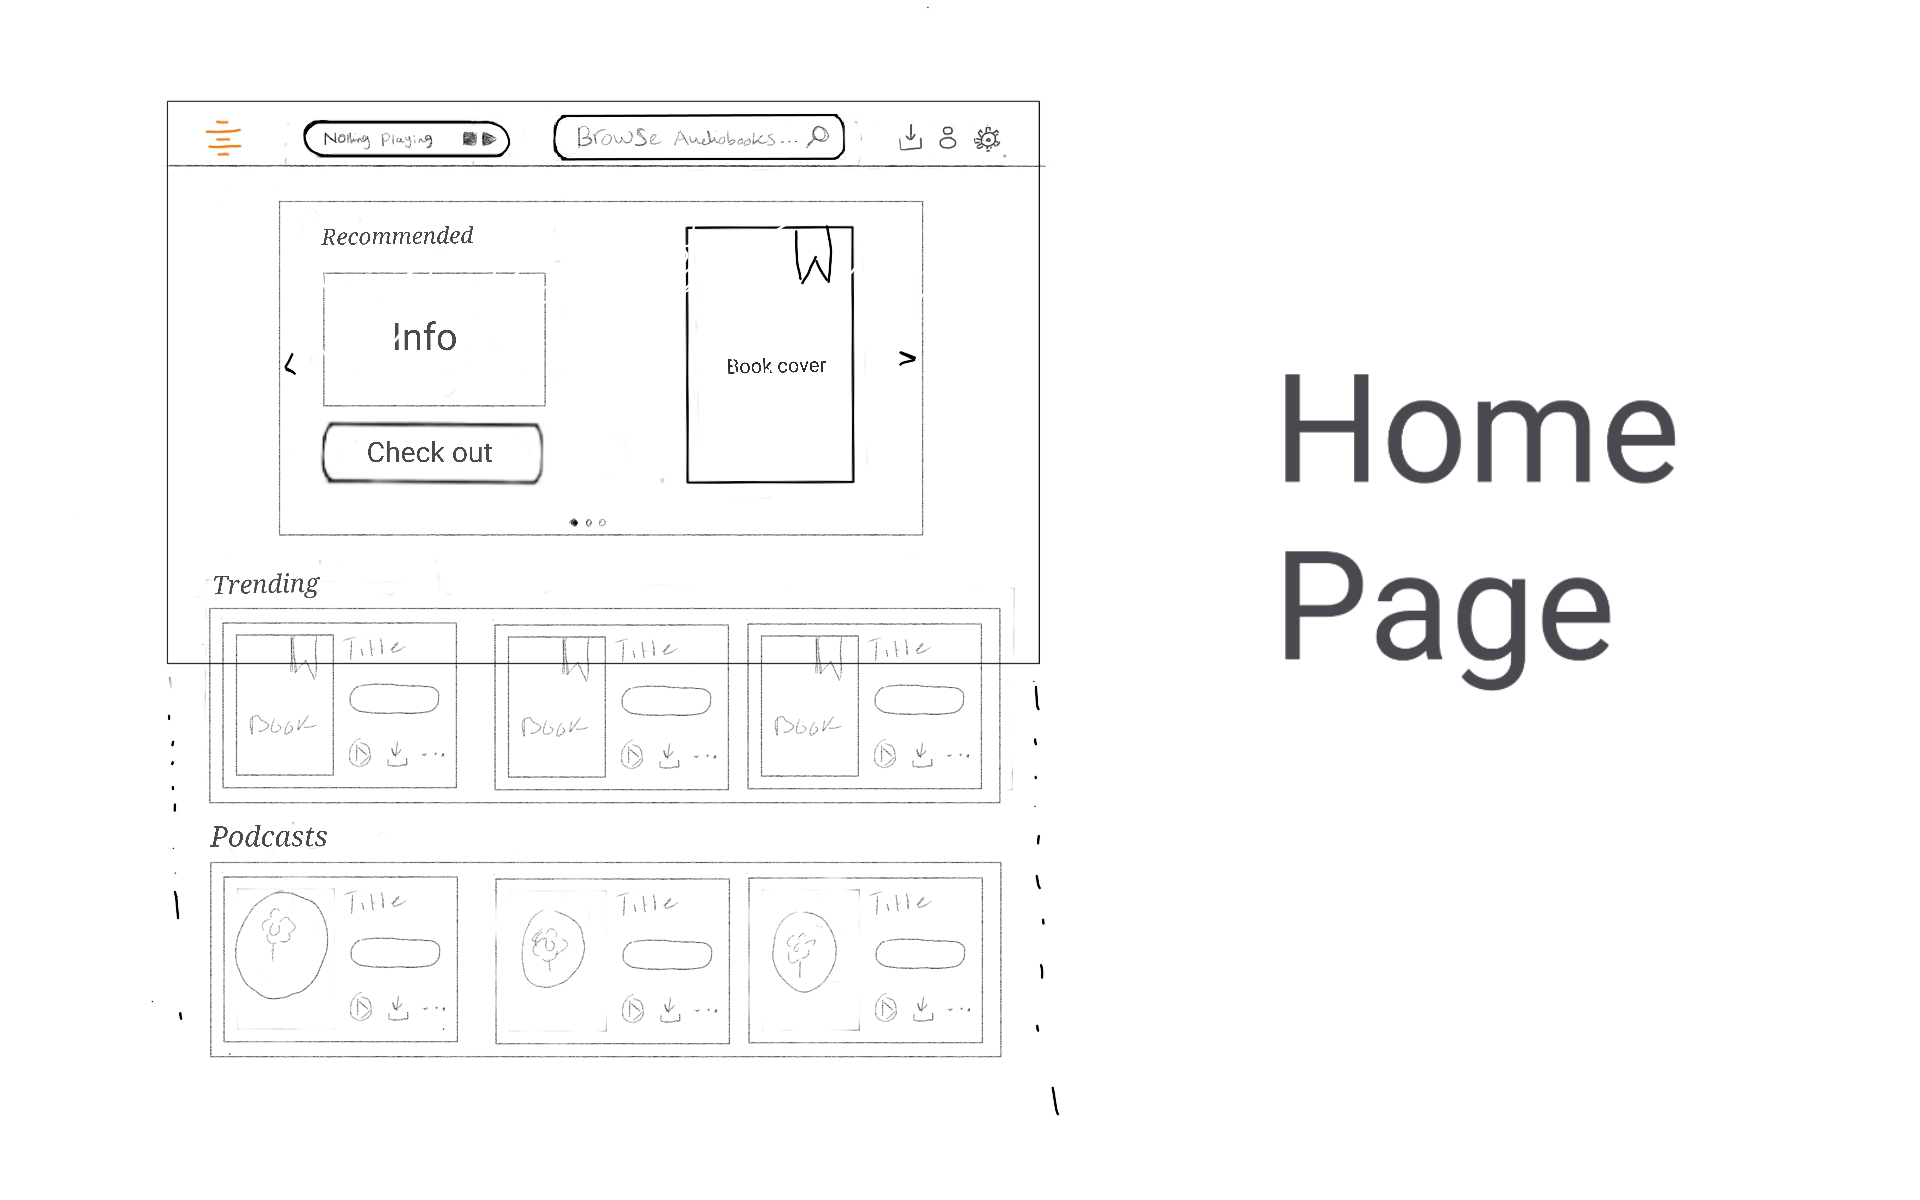 Nothing Playing
Browse Audiobooks...
Recommended
Info
Book cover
Check out
Trending
Title
Title
Title
Book
Book
Book
Podcasts
Title
Title
Title
Home
Page